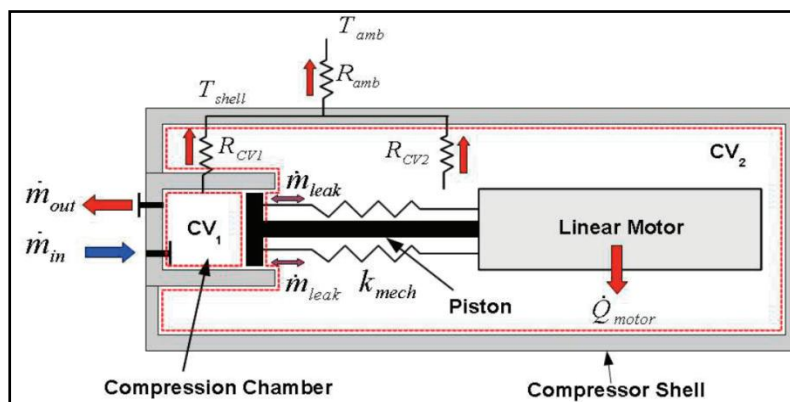 T_amb
R_amb
T_shell
R_CV1
R_CV2
CV_2
ṁ_leak
ṁ_out
CV_1
Linear Motor
ṁ_in
ṁ_leak
k_mech
Piston
Q̇_motor
Compression Chamber
Compressor Shell